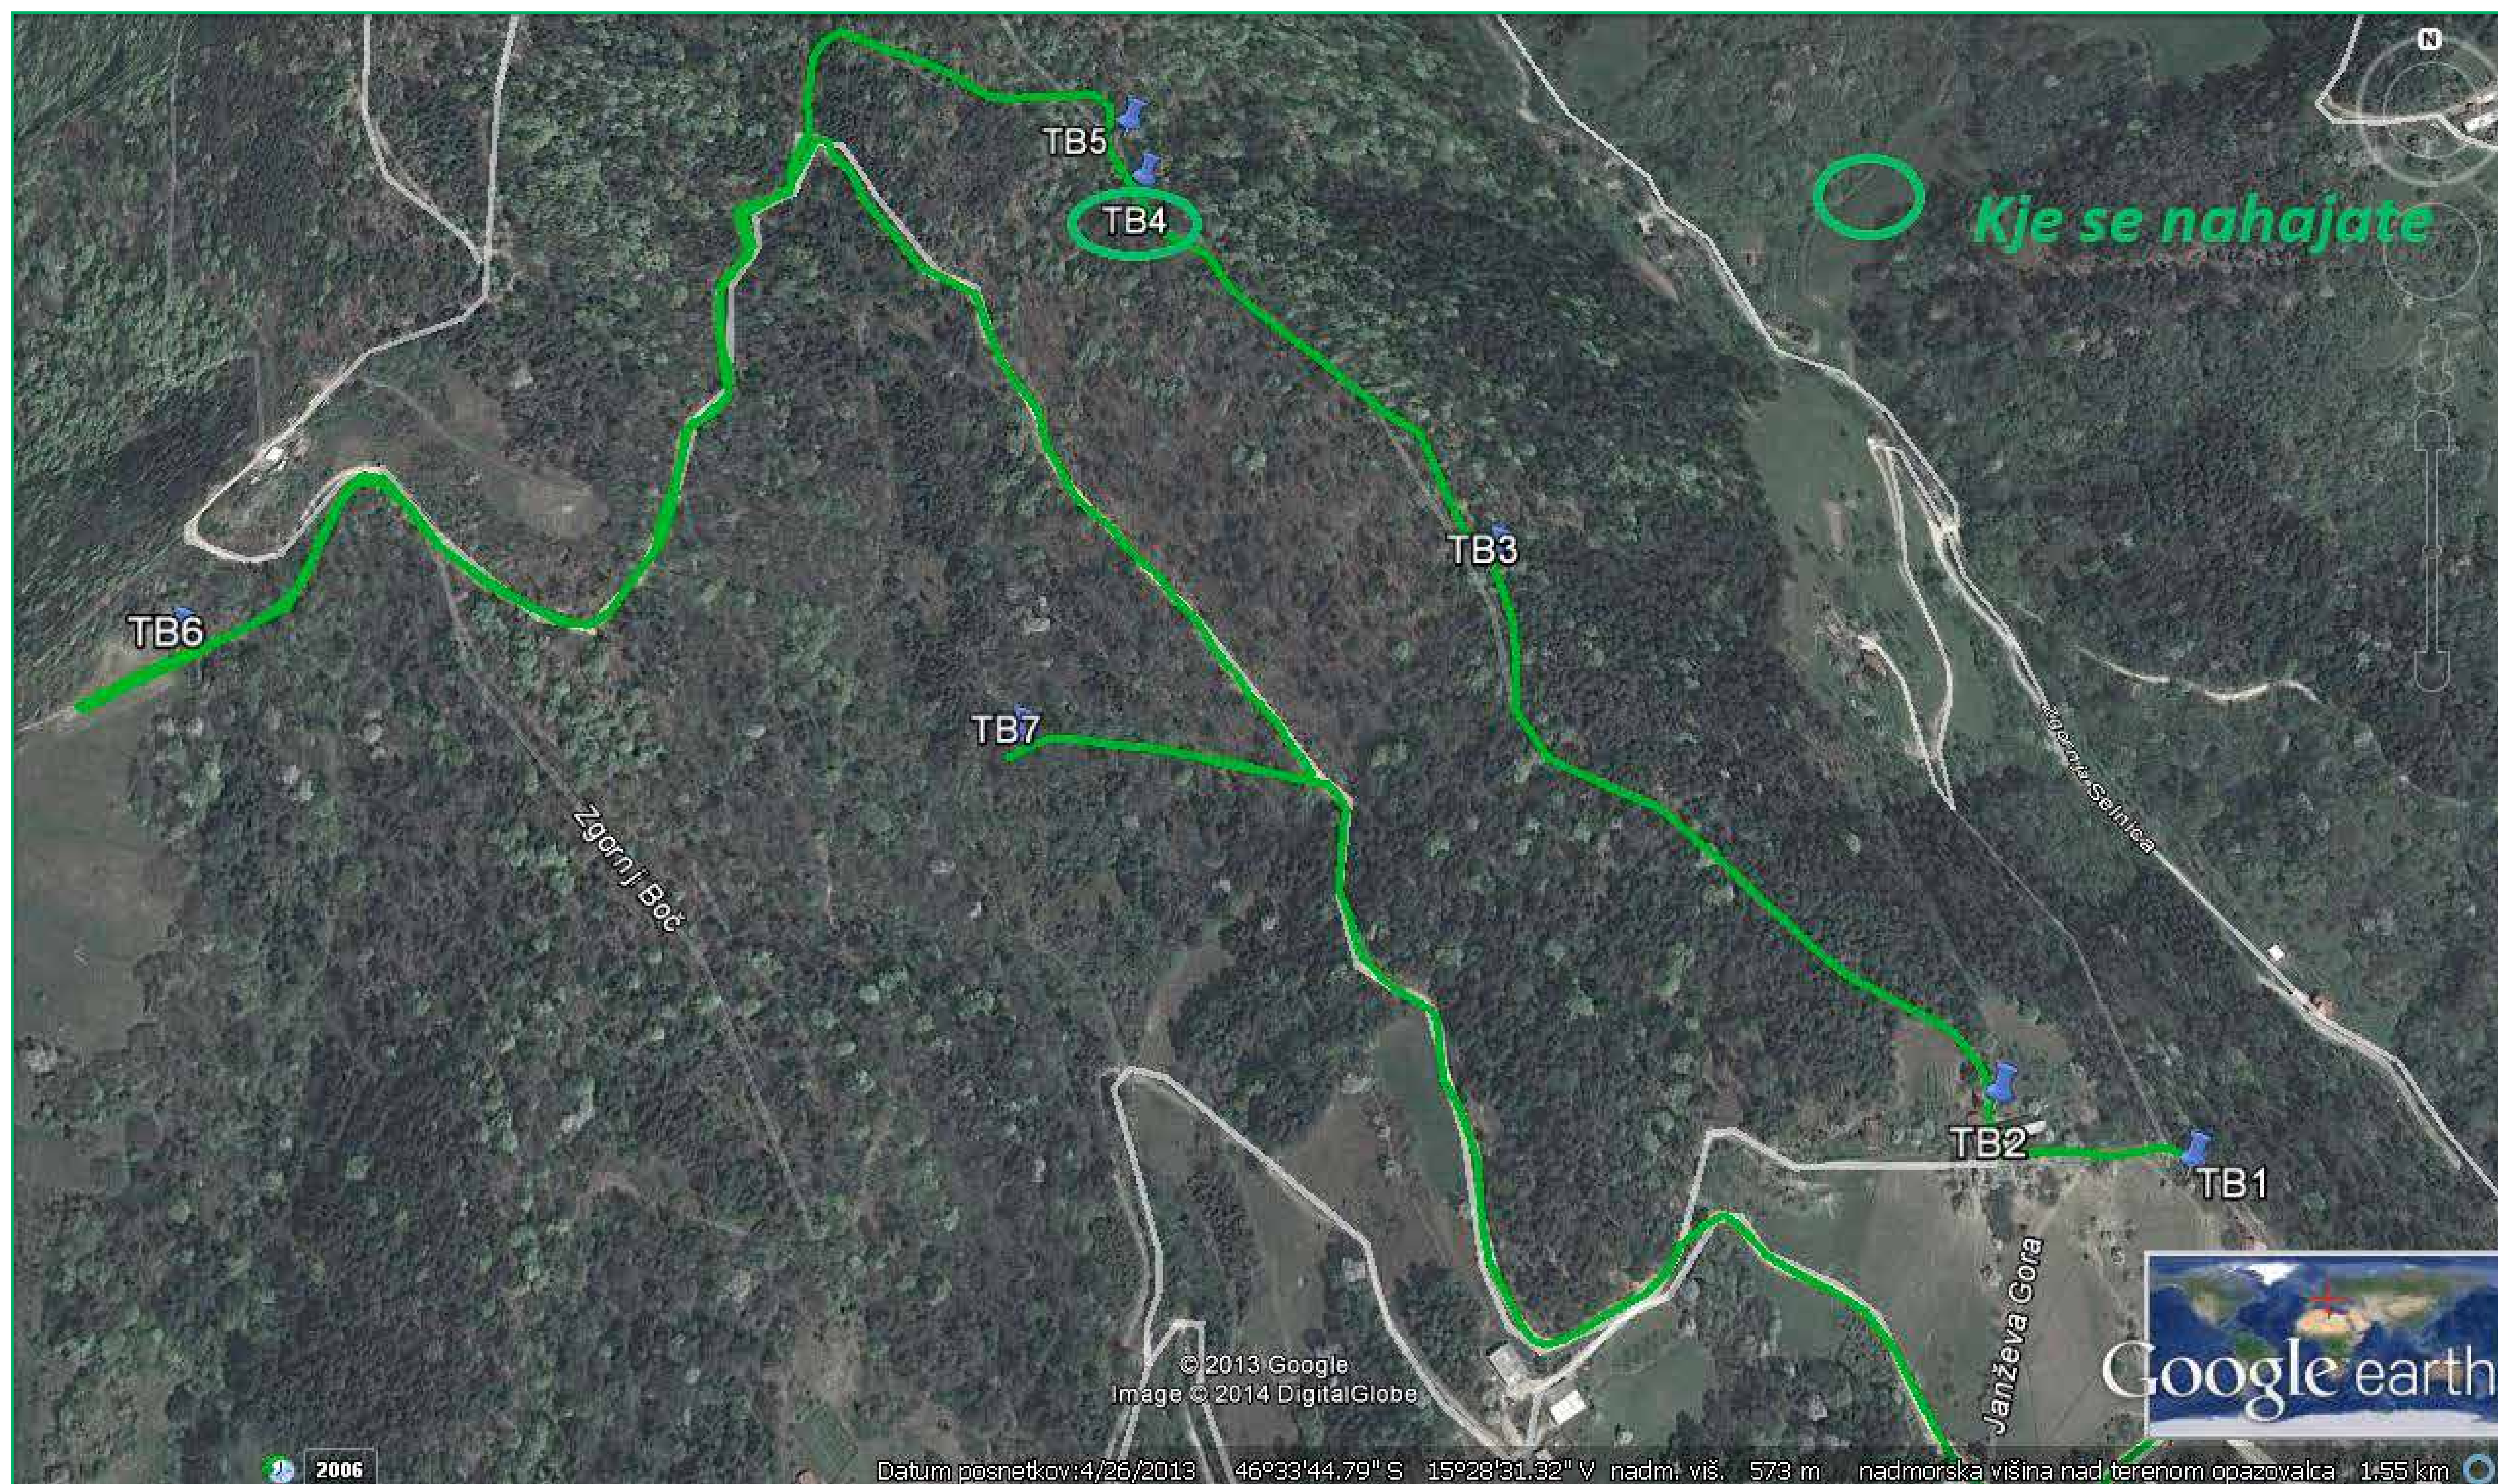 N
TB5
TB4
Kje se nahajate
TB3
TB6
TB7
Zgornja Selnica
Zgornji Boč
TB2
TB1
Janževa Gora
© 2013 Google
Image © 2014 DigitalGlobe
Google earth
2006
Datum posnetkov:4/26/2013 46°33'44.79" S 15°28'31.32" V nadm. viš. 573 m nadmorska višina nad terenom opazovalca 1.55 km